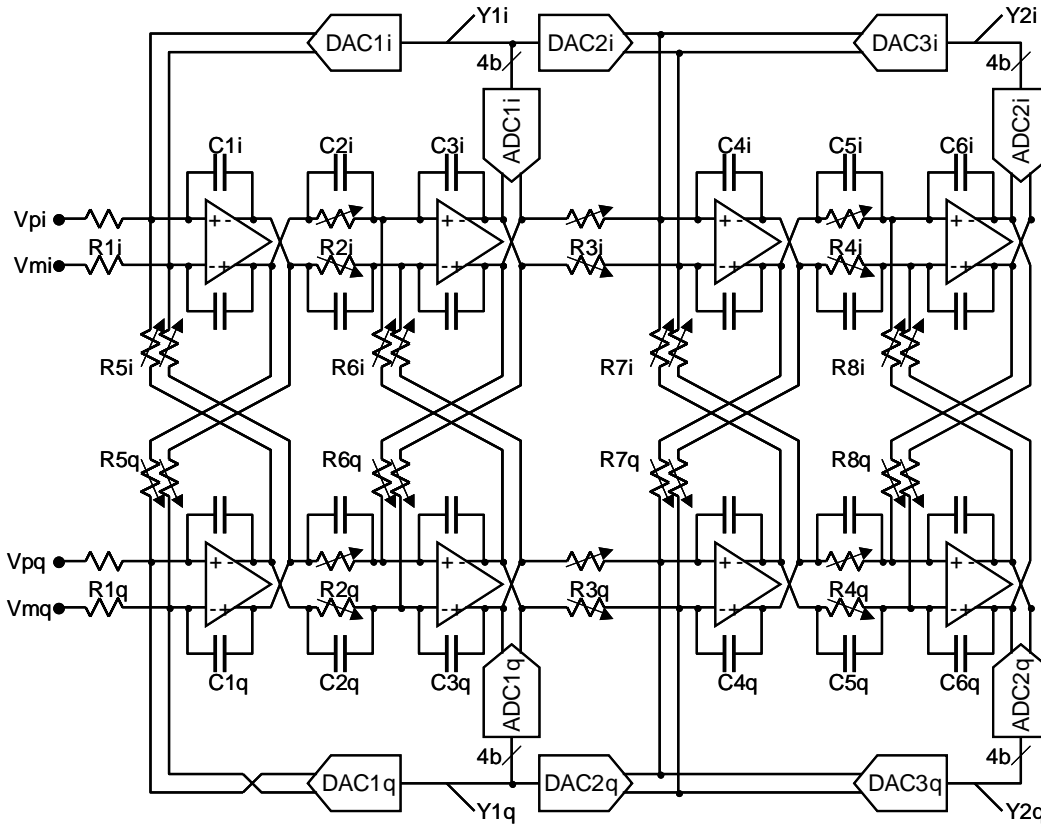 Y1i
Y2i
DAC1i
DAC2i
DAC3i
4b
4b
ADC1i
ADC2i
C1i
C2i
C3i
C4i
C5i
C6i
Vpi
+ -
+ -
+ -
+ -
R1i
R2i
R3i
R4i
Vmi
- +
- +
- +
- +
R5i
R6i
R7i
R8i
R5q
R6q
R7q
R8q
Vpq
+ -
+ -
+ -
+ -
R1q
R2q
R3q
R4q
Vmq
- +
- +
- +
- +
C1q
C2q
C3q
C4q
C5q
C6q
ADC1q
ADC2q
4b
4b
DAC1q
DAC2q
DAC3q
Y1q
Y2q